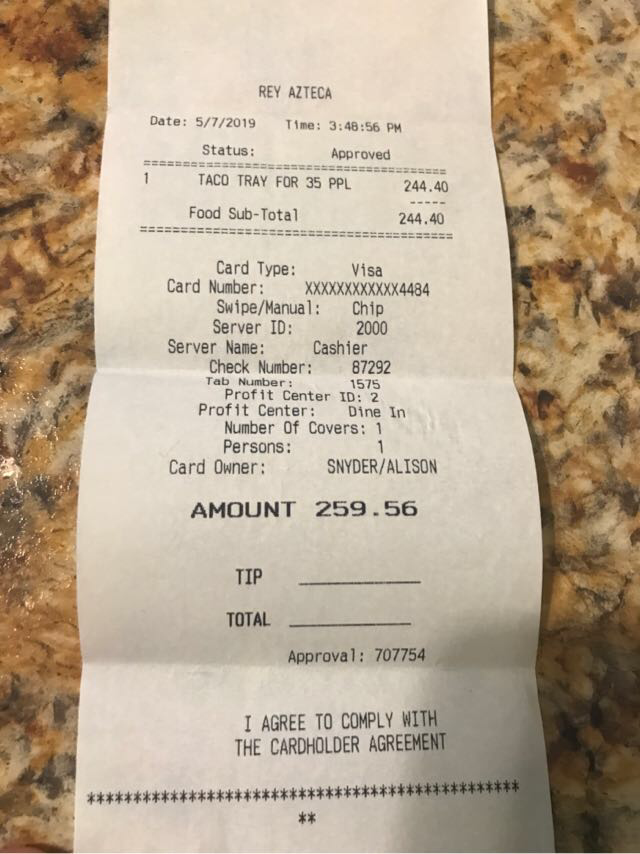 REY AZTECA
Date: 5/7/2019 Time: 3:48:56 PM
Status: Approved
==========================================
1 TACO TRAY FOR 35 PPL 244.40
-----
Food Sub-Total 244.40
==========================================
Card Type: Visa
Card Number: XXXXXXXXXXXX4484
Swipe/Manual: Chip
Server ID: 2000
Server Name: Cashier
Check Number: 87292
Tab Number: 1575
Profit Center ID: 2
Profit Center: Dine In
Number Of Covers: 1
Persons: 1
Card Owner: SNYDER/ALISON
AMOUNT 259.56
TIP ______________
TOTAL ______________
Approval: 707754
I AGREE TO COMPLY WITH
THE CARDHOLDER AGREEMENT
************************************************
**